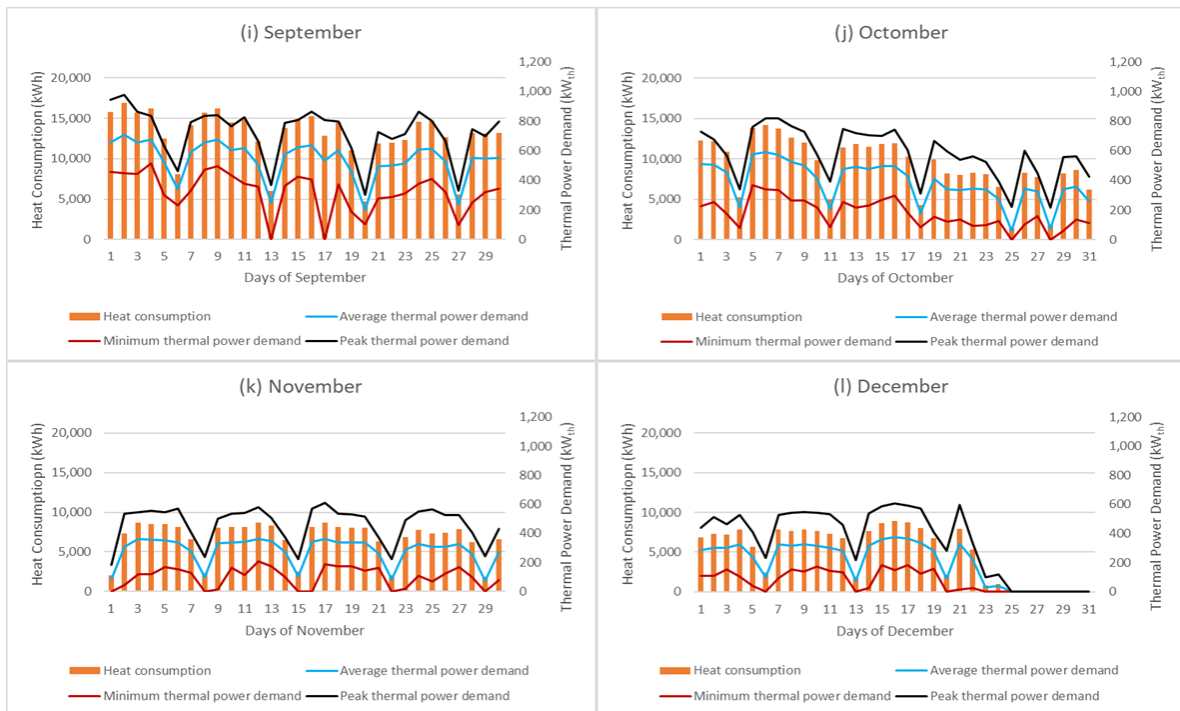 (i) September
Heat Consumptiopn (kWh)
20,000
15,000
10,000
5,000
0
1,200
1,000
800
600
400
200
0
Thermal Power Demand (kWth)
1 3 5 7 9 11 13 15 17 19 21 23 25 27 29
Days of September
Heat consumption Average thermal power demand
Minimum thermal power demand Peak thermal power demand
(j) Octomber
Heat Consumptiopn (kWh)
20,000
15,000
10,000
5,000
0
1,200
1,000
800
600
400
200
0
Thermal Power Demand (kWth)
1 3 5 7 9 11 13 15 17 19 21 23 25 27 29 31
Days of Octomber
Heat consumption Average thermal power demand
Minimum thermal power demand Peak thermal power demand
(k) November
Heat Consumptiopn (kWh)
20,000
15,000
10,000
5,000
0
1,200
1,000
800
600
400
200
0
Thermal Power Demand (kWth)
1 3 5 7 9 11 13 15 17 19 21 23 25 27 29
Days of November
Heat consumption Average thermal power demand
Minimum thermal power demand Peak thermal power demand
(l) December
Heat Consumptiopn (kWh)
20,000
15,000
10,000
5,000
0
1,200
1,000
800
600
400
200
0
Thermal Power Demand (kWth)
1 3 5 7 9 11 13 15 17 19 21 23 25 27 29 31
Days of December
Heat consumption Average thermal power demand
Minimum thermal power demand Peak thermal power demand